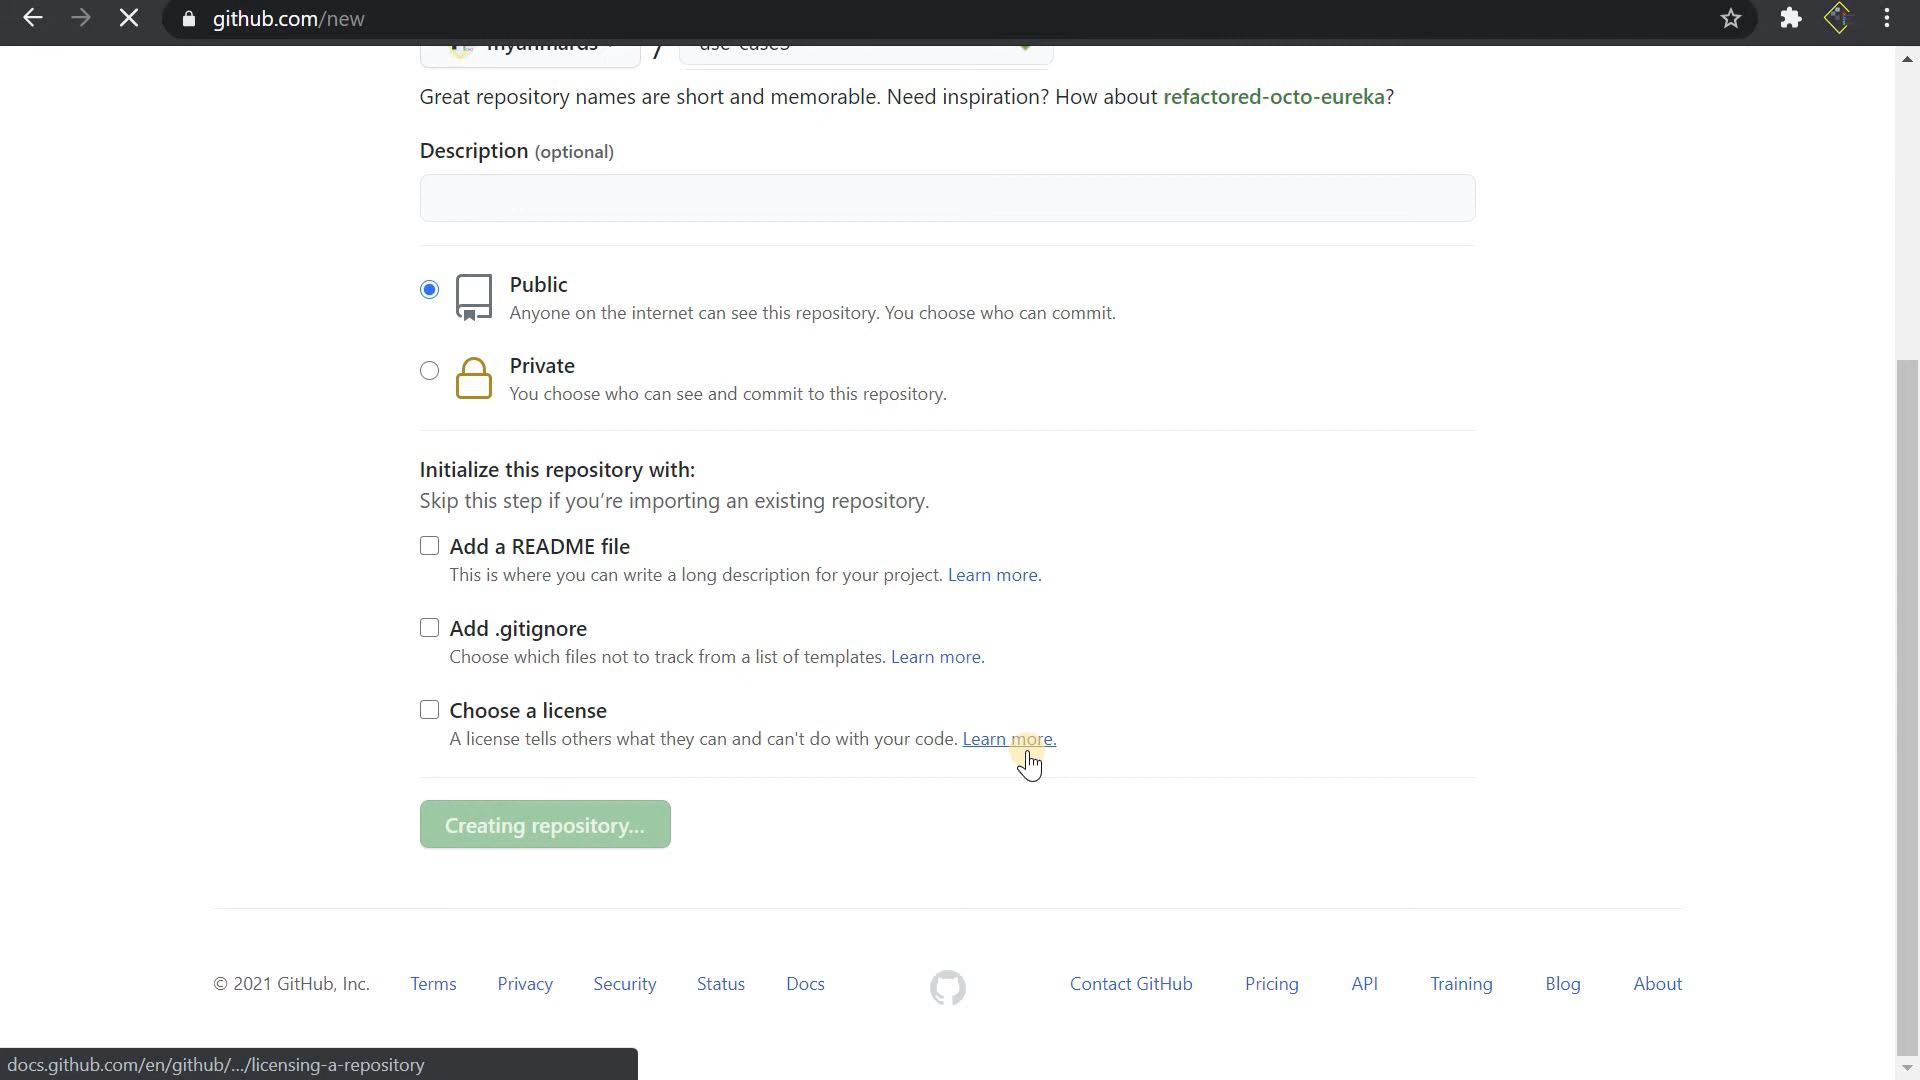 github.com/new
myanmards / use-cases
Great repository names are short and memorable. Need inspiration? How about refactored-octo-eureka?
Description (optional)
Public
Anyone on the internet can see this repository. You choose who can commit.
Private
You choose who can see and commit to this repository.
Initialize this repository with:
Skip this step if you're importing an existing repository.
Add a README file
This is where you can write a long description for your project. Learn more.
Add .gitignore
Choose which files not to track from a list of templates. Learn more.
Choose a license
A license tells others what they can and can't do with your code. Learn more.
Creating repository...
© 2021 GitHub, Inc. Terms Privacy Security Status Docs Contact GitHub Pricing API Training Blog About
docs.github.com/en/github/.../licensing-a-repository